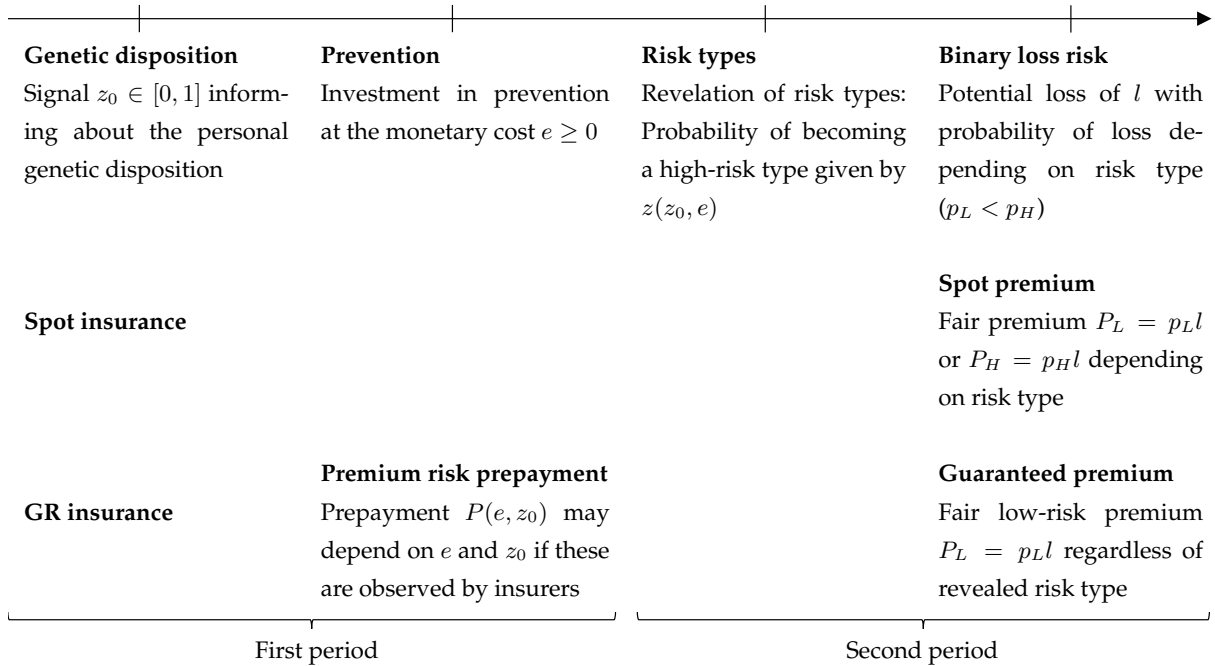 Genetic disposition
Signal z₀ ∈ [0, 1] inform-
ing about the personal
genetic disposition
Prevention
Investment in prevention
at the monetary cost e ≥ 0
Risk types
Revelation of risk types:
Probability of becoming
a high-risk type given by
z(z₀, e)
Binary loss risk
Potential loss of l with
probability of loss de-
pending on risk type
(p_L < p_H)
Spot insurance
Spot premium
Fair premium P_L = p_L l
or P_H = p_H l depending
on risk type
GR insurance
Premium risk prepayment
Prepayment P(e, z₀) may
depend on e and z₀ if these
are observed by insurers
Guaranteed premium
Fair low-risk premium
P_L = p_L l regardless of
revealed risk type
First period
Second period